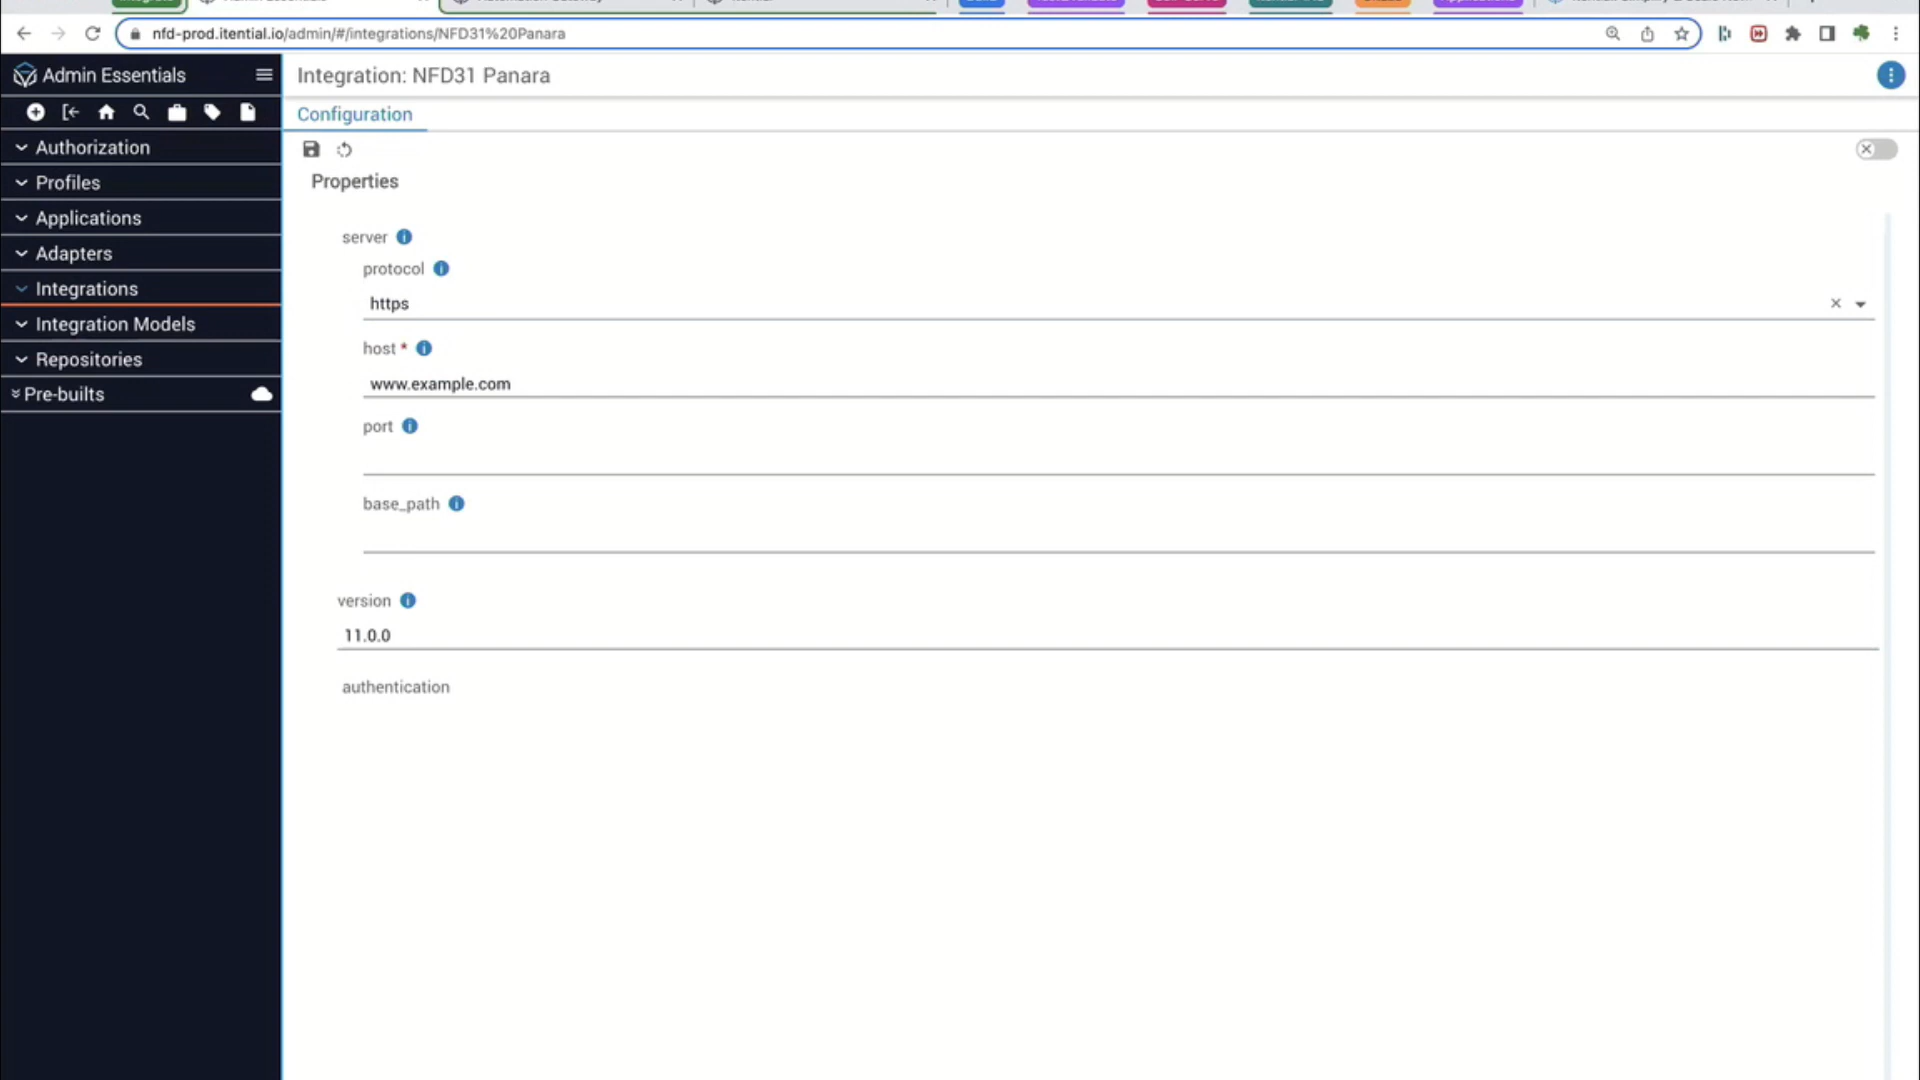 nfd-prod.itential.io/admin/#/integrations/NFD31%20Panara
Admin Essentials
Integration: NFD31 Panara
Configuration
Authorization
Profiles
Applications
Adapters
Integrations
Integration Models
Repositories
Pre-builts
Properties
server
protocol
https
host *
www.example.com
port
base_path
version
11.0.0
authentication